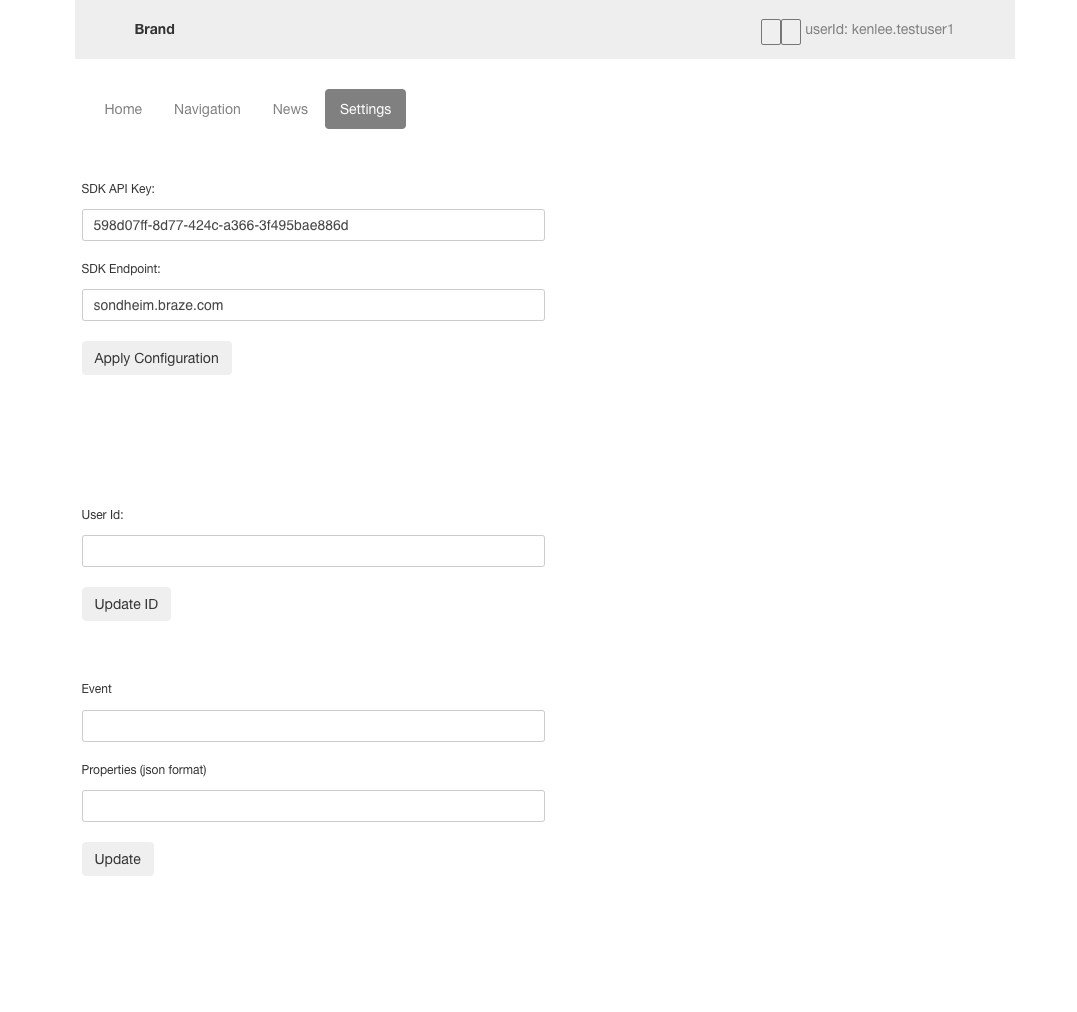 Brand userId: kenlee.testuser1
Home Navigation News Settings
SDK API Key:
598d07ff-8d77-424c-a366-3f495bae886d
SDK Endpoint:
sondheim.braze.com
Apply Configuration
User Id:
Update ID
Event
Properties (json format)
Update